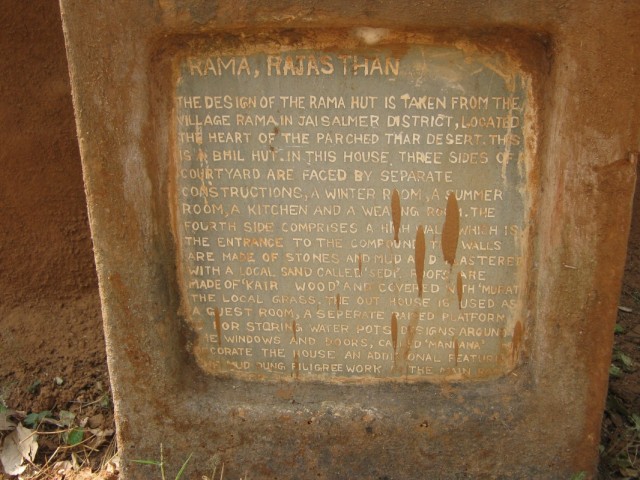 RAMA, RAJASTHAN
THE DESIGN OF THE RAMA HUT IS TAKEN FROM THE
VILLAGE RAMA IN JAISALMER DISTRICT, LOCATED
THE HEART OF THE PARCHED THAR DESERT. THIS
IS A BHIL HUT. IN THIS HOUSE, THREE SIDES OF
COURTYARD ARE FACED BY SEPARATE
CONSTRUCTIONS, A WINTER ROOM, A SUMMER
ROOM, A KITCHEN AND A WEAVING ROOM. THE
FOURTH SIDE COMPRISES A HIGH WALL WHICH IS
THE ENTRANCE TO THE COMPOUND WALLS
ARE MADE OF STONES AND MUD AND PLASTERED
WITH A LOCAL SAND CALLED 'SEDI'. ROOFS ARE
MADE OF 'KAIR WOOD' AND COVERED WITH 'MURAT
THE LOCAL GRASS. THE OUT HOUSE IS USED AS
A GUEST ROOM, A SEPERATE RAISED PLATFORM
FOR STORING WATER POTS. DESIGNS AROUND
THE WINDOWS AND DOORS, CALLED 'MANDANA'
DECORATE THE HOUSE AN ADDITIONAL FEATURE
MUD DUNG FILIGREE WORK THE MAIN